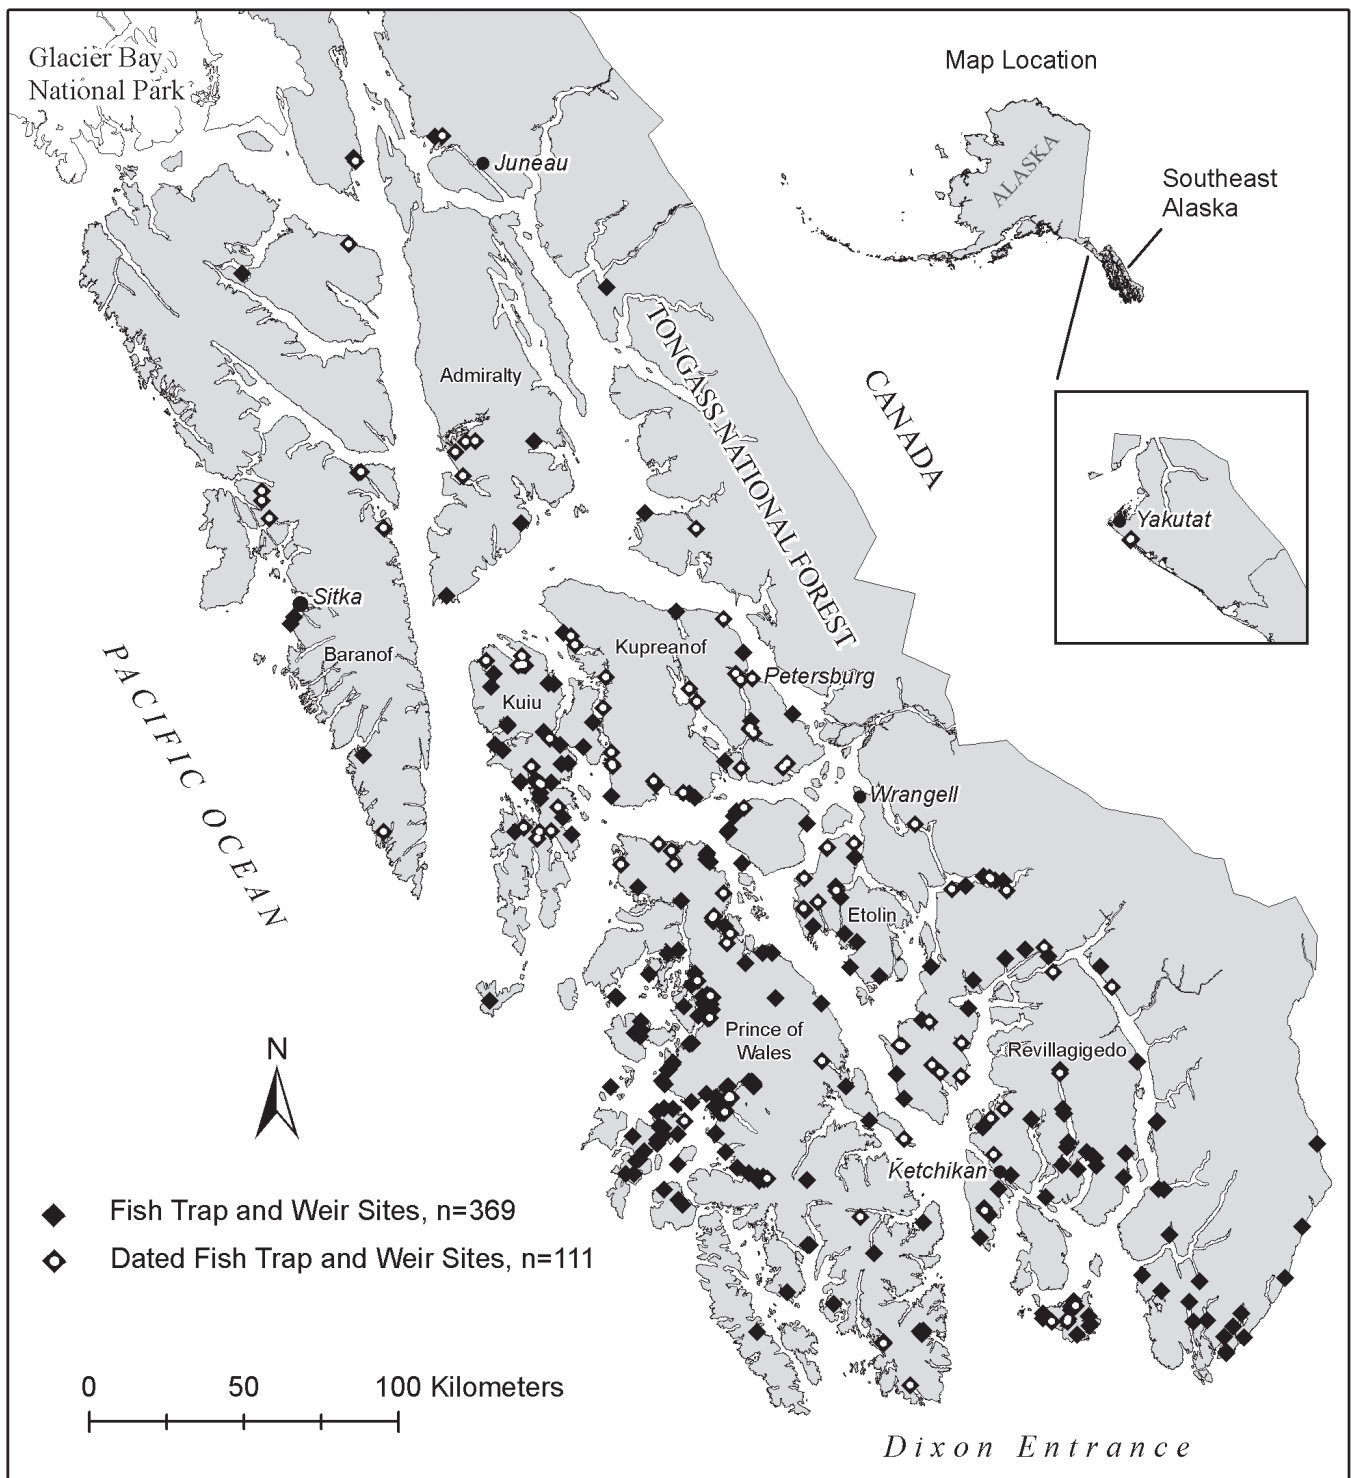 Glacier Bay
National Park
Map Location
ALASKA
Southeast
Alaska
Juneau
TONGASS NATIONAL FOREST
CANADA
Admiralty
Yakutat
Sitka
Baranof
Kupreanof
Petersburg
Kuiu
PACIFIC OCEAN
Wrangell
Etolin
Prince of
Wales
Revillagigedo
N
Ketchikan
Fish Trap and Weir Sites, n=369
Dated Fish Trap and Weir Sites, n=111
0 50 100 Kilometers
Dixon Entrance